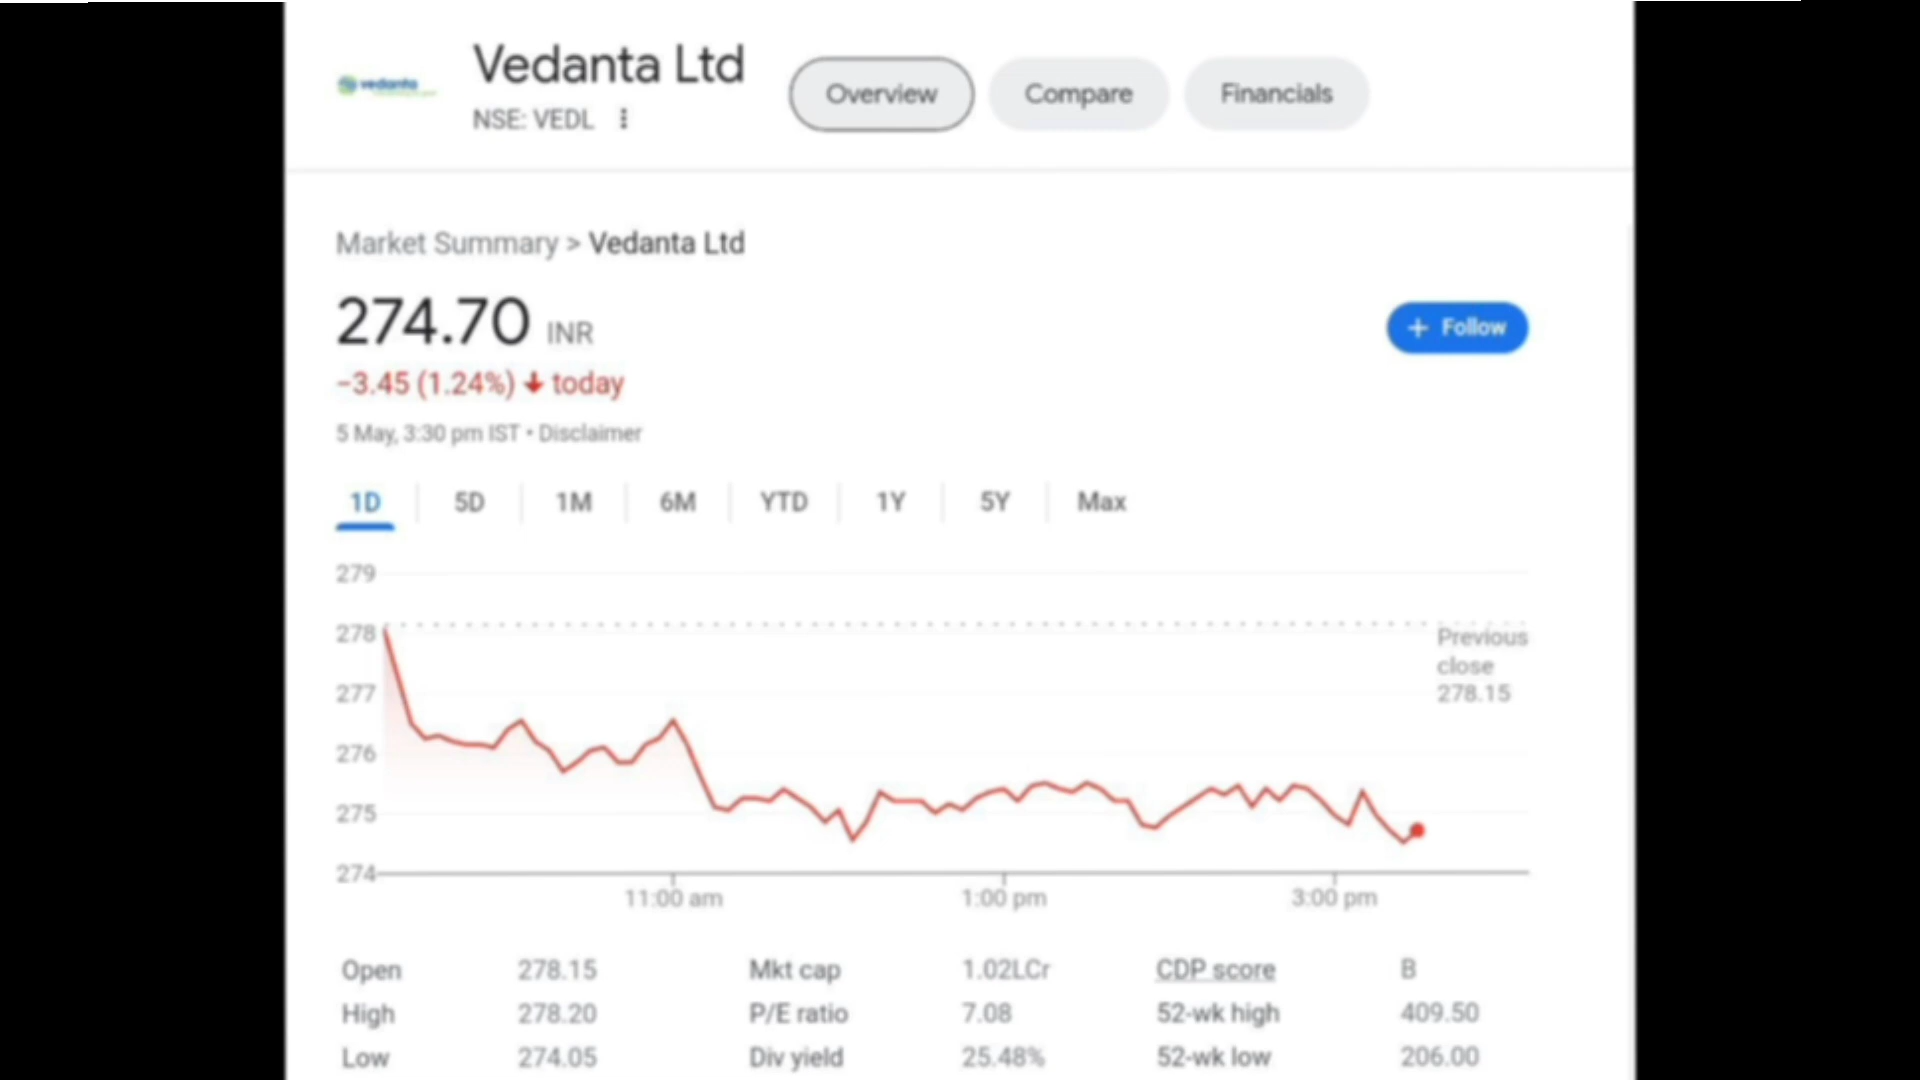 vedanta
Vedanta Ltd
NSE: VEDL
Overview
Compare
Financials
Market Summary > Vedanta Ltd
274.70 INR
+ Follow
−3.45 (1.24%) ↓ today
5 May, 3:30 pm IST • Disclaimer
1D 5D 1M 6M YTD 1Y 5Y Max
279
278
277
276
275
274
Previous
close
278.15
11:00 am 1:00 pm 3:00 pm
Open 278.15 Mkt cap 1.02LCr CDP score B
High 278.20 P/E ratio 7.08 52-wk high 409.50
Low 274.05 Div yield 25.48% 52-wk low 206.00